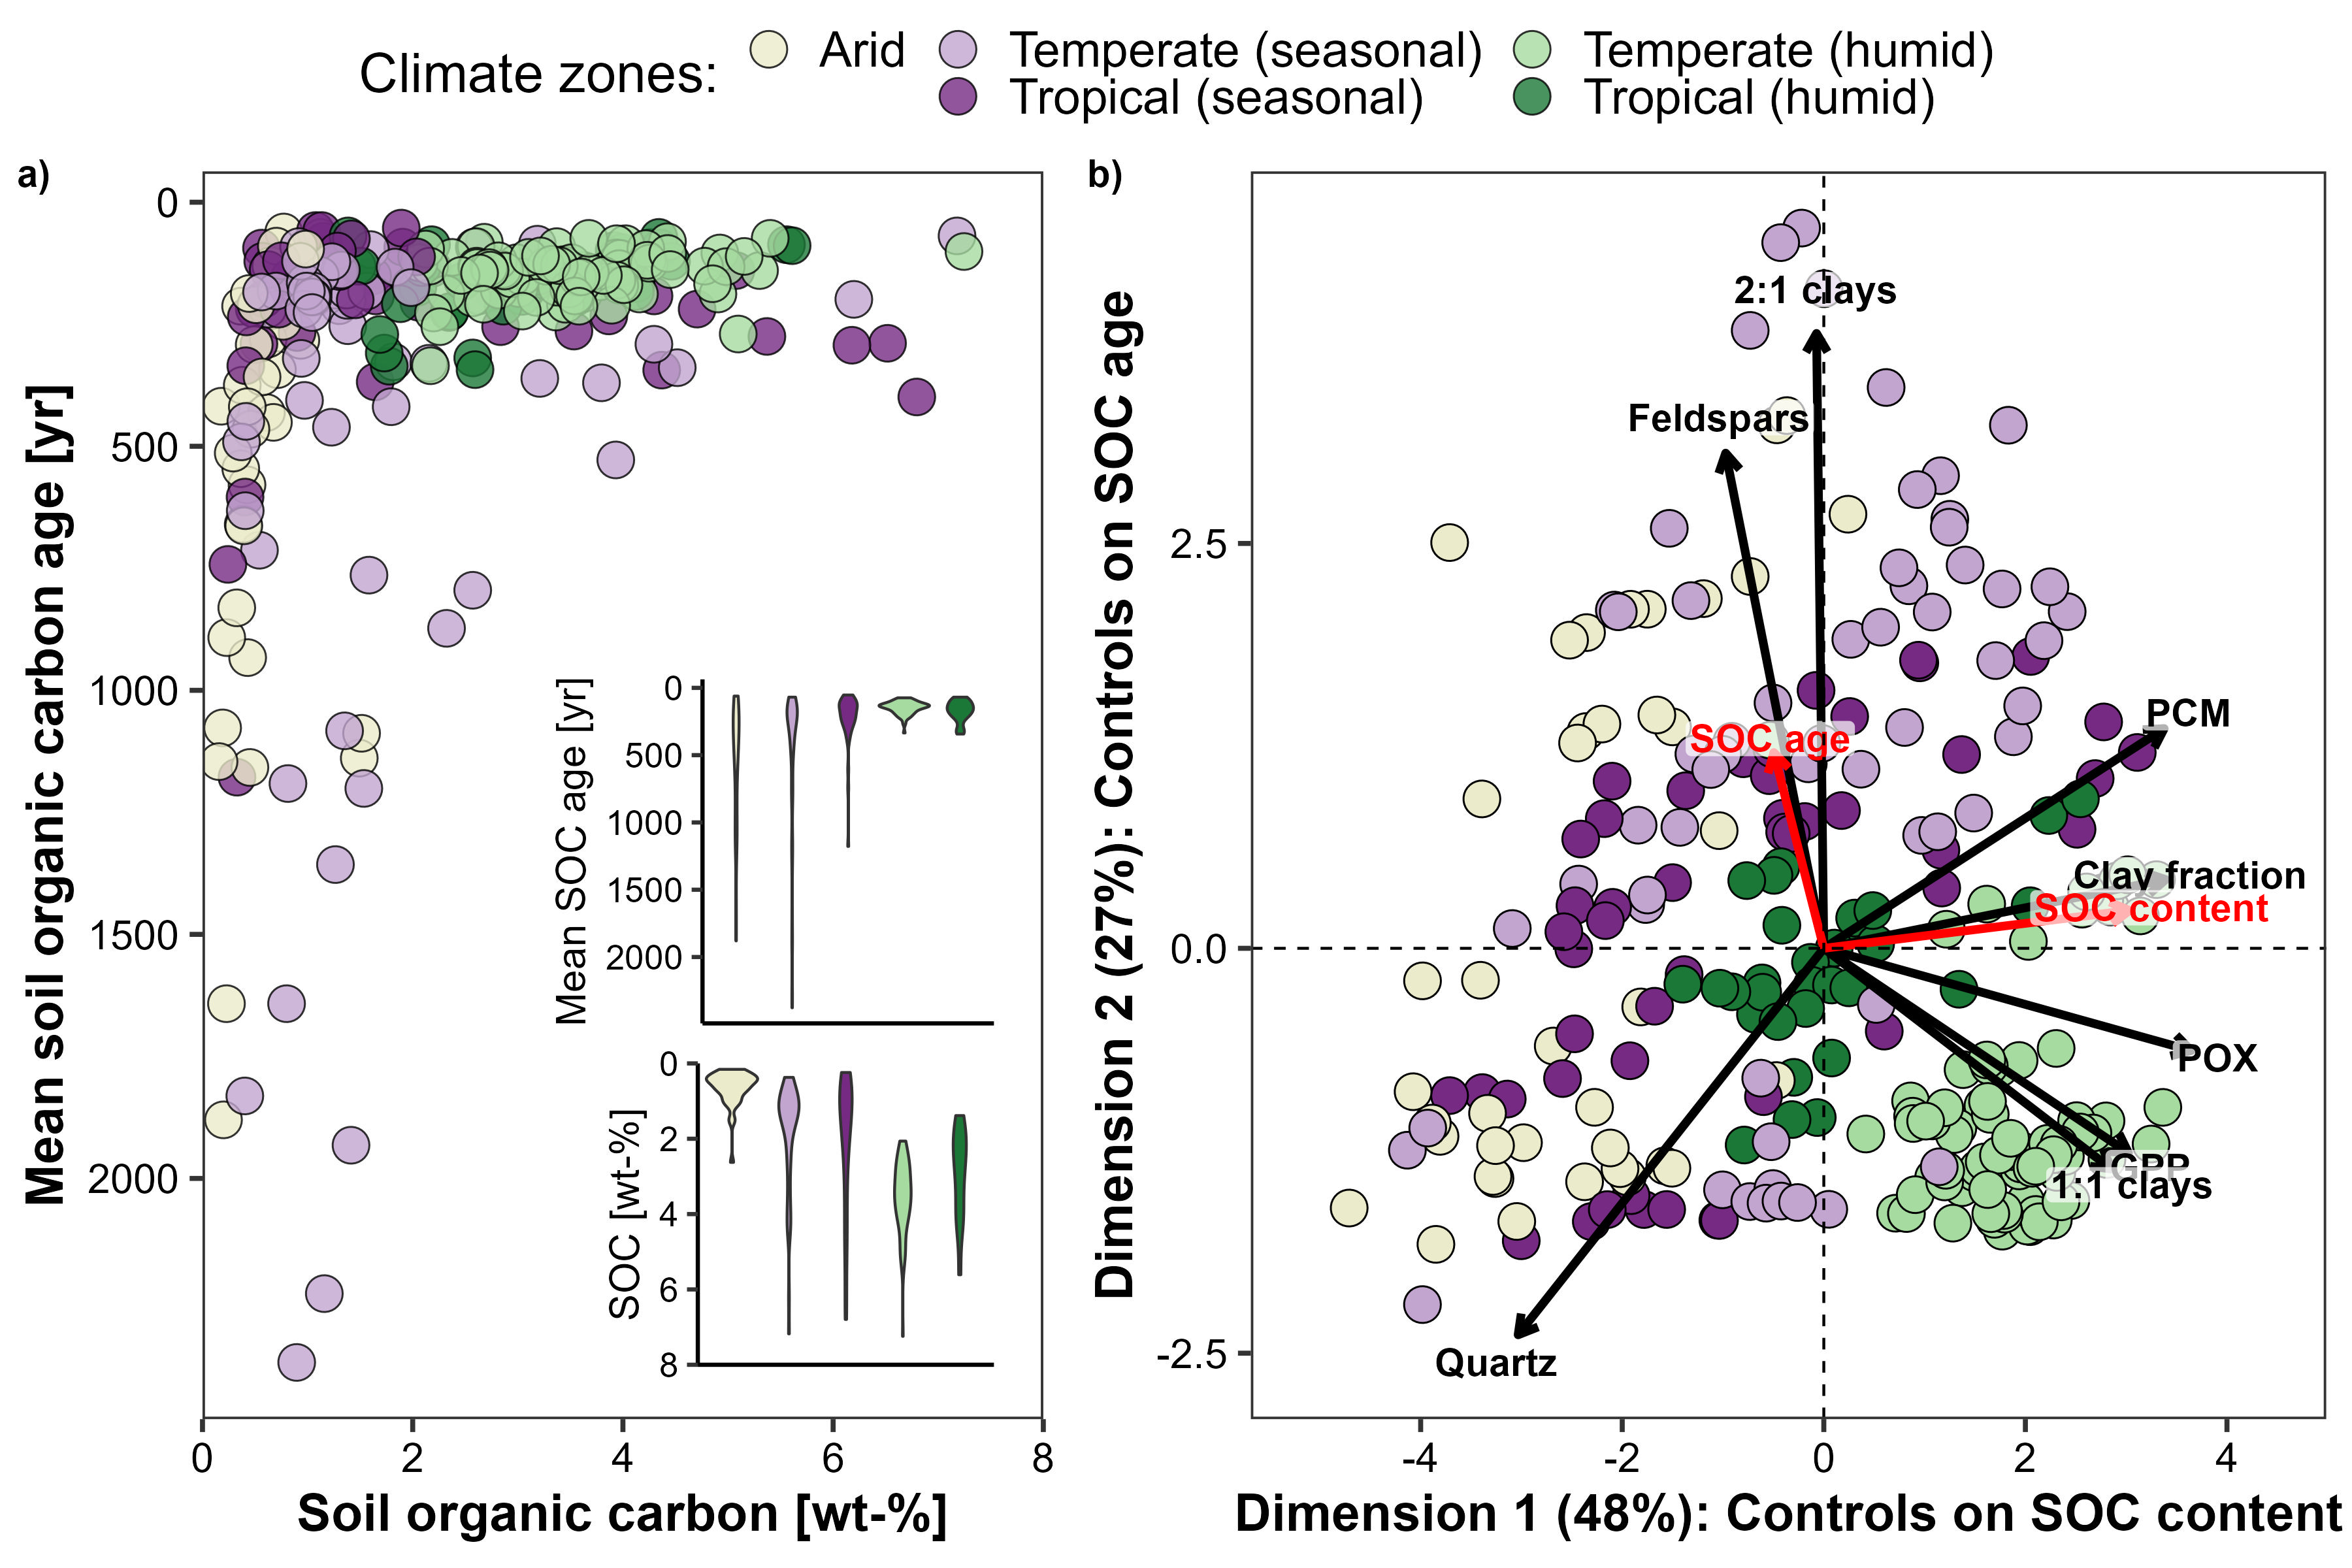 Climate zones:
Arid
Temperate (seasonal)
Temperate (humid)
Tropical (seasonal)
Tropical (humid)
a)
Mean soil organic carbon age [yr]
0
500
1000
1500
2000
0
2
4
6
8
Soil organic carbon [wt-%]
Mean SOC age [yr]
0
500
1000
1500
2000
SOC [wt-%]
0
2
4
6
8
b)
Dimension 2 (27%): Controls on SOC age
2.5
0.0
-2.5
-4
-2
0
2
4
Dimension 1 (48%): Controls on SOC content
2:1 clays
Feldspars
SOC age
PCM
Clay fraction
SOC content
POX
GPP
1:1 clays
Quartz